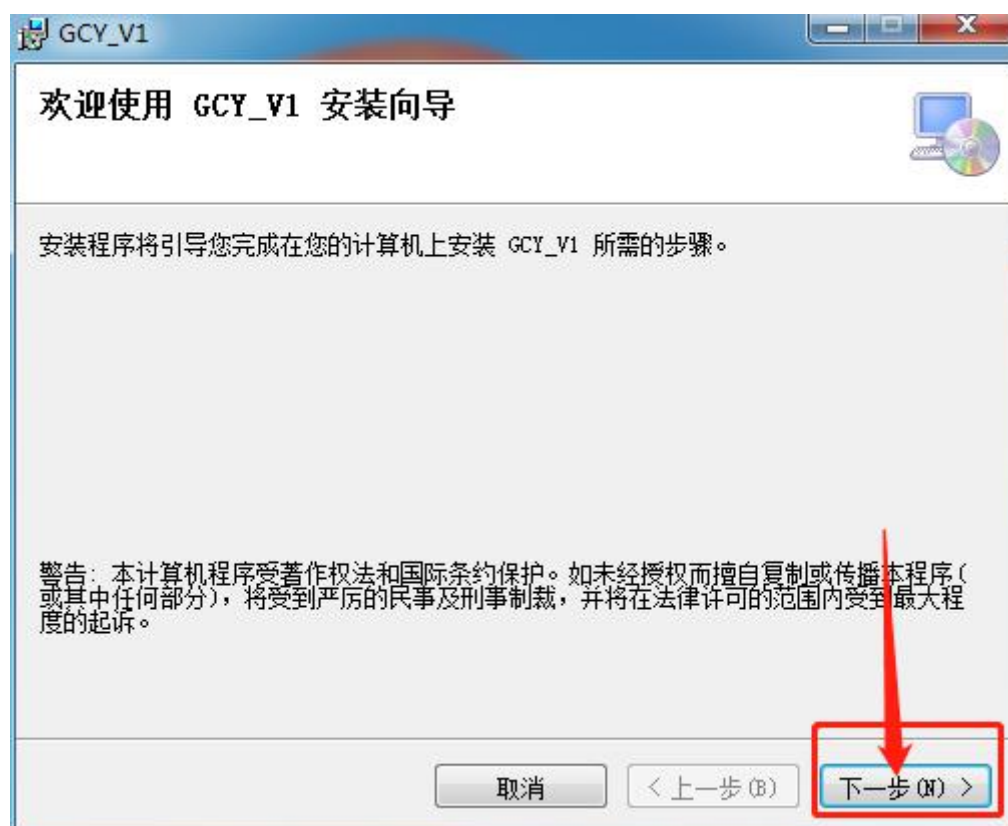 GCY_V1
欢迎使用 GCY_V1 安装向导
安装程序将引导您完成在您的计算机上安装 GCY_V1 所需的步骤。
警告: 本计算机程序受著作权法和国际条约保护。如未经授权而擅自复制或传播本程序(
或其中任何部分)，将受到严厉的民事及刑事制裁，并将在法律许可的范围内受到最大程
度的起诉。
取消
< 上一步(B)
下一步(N) >